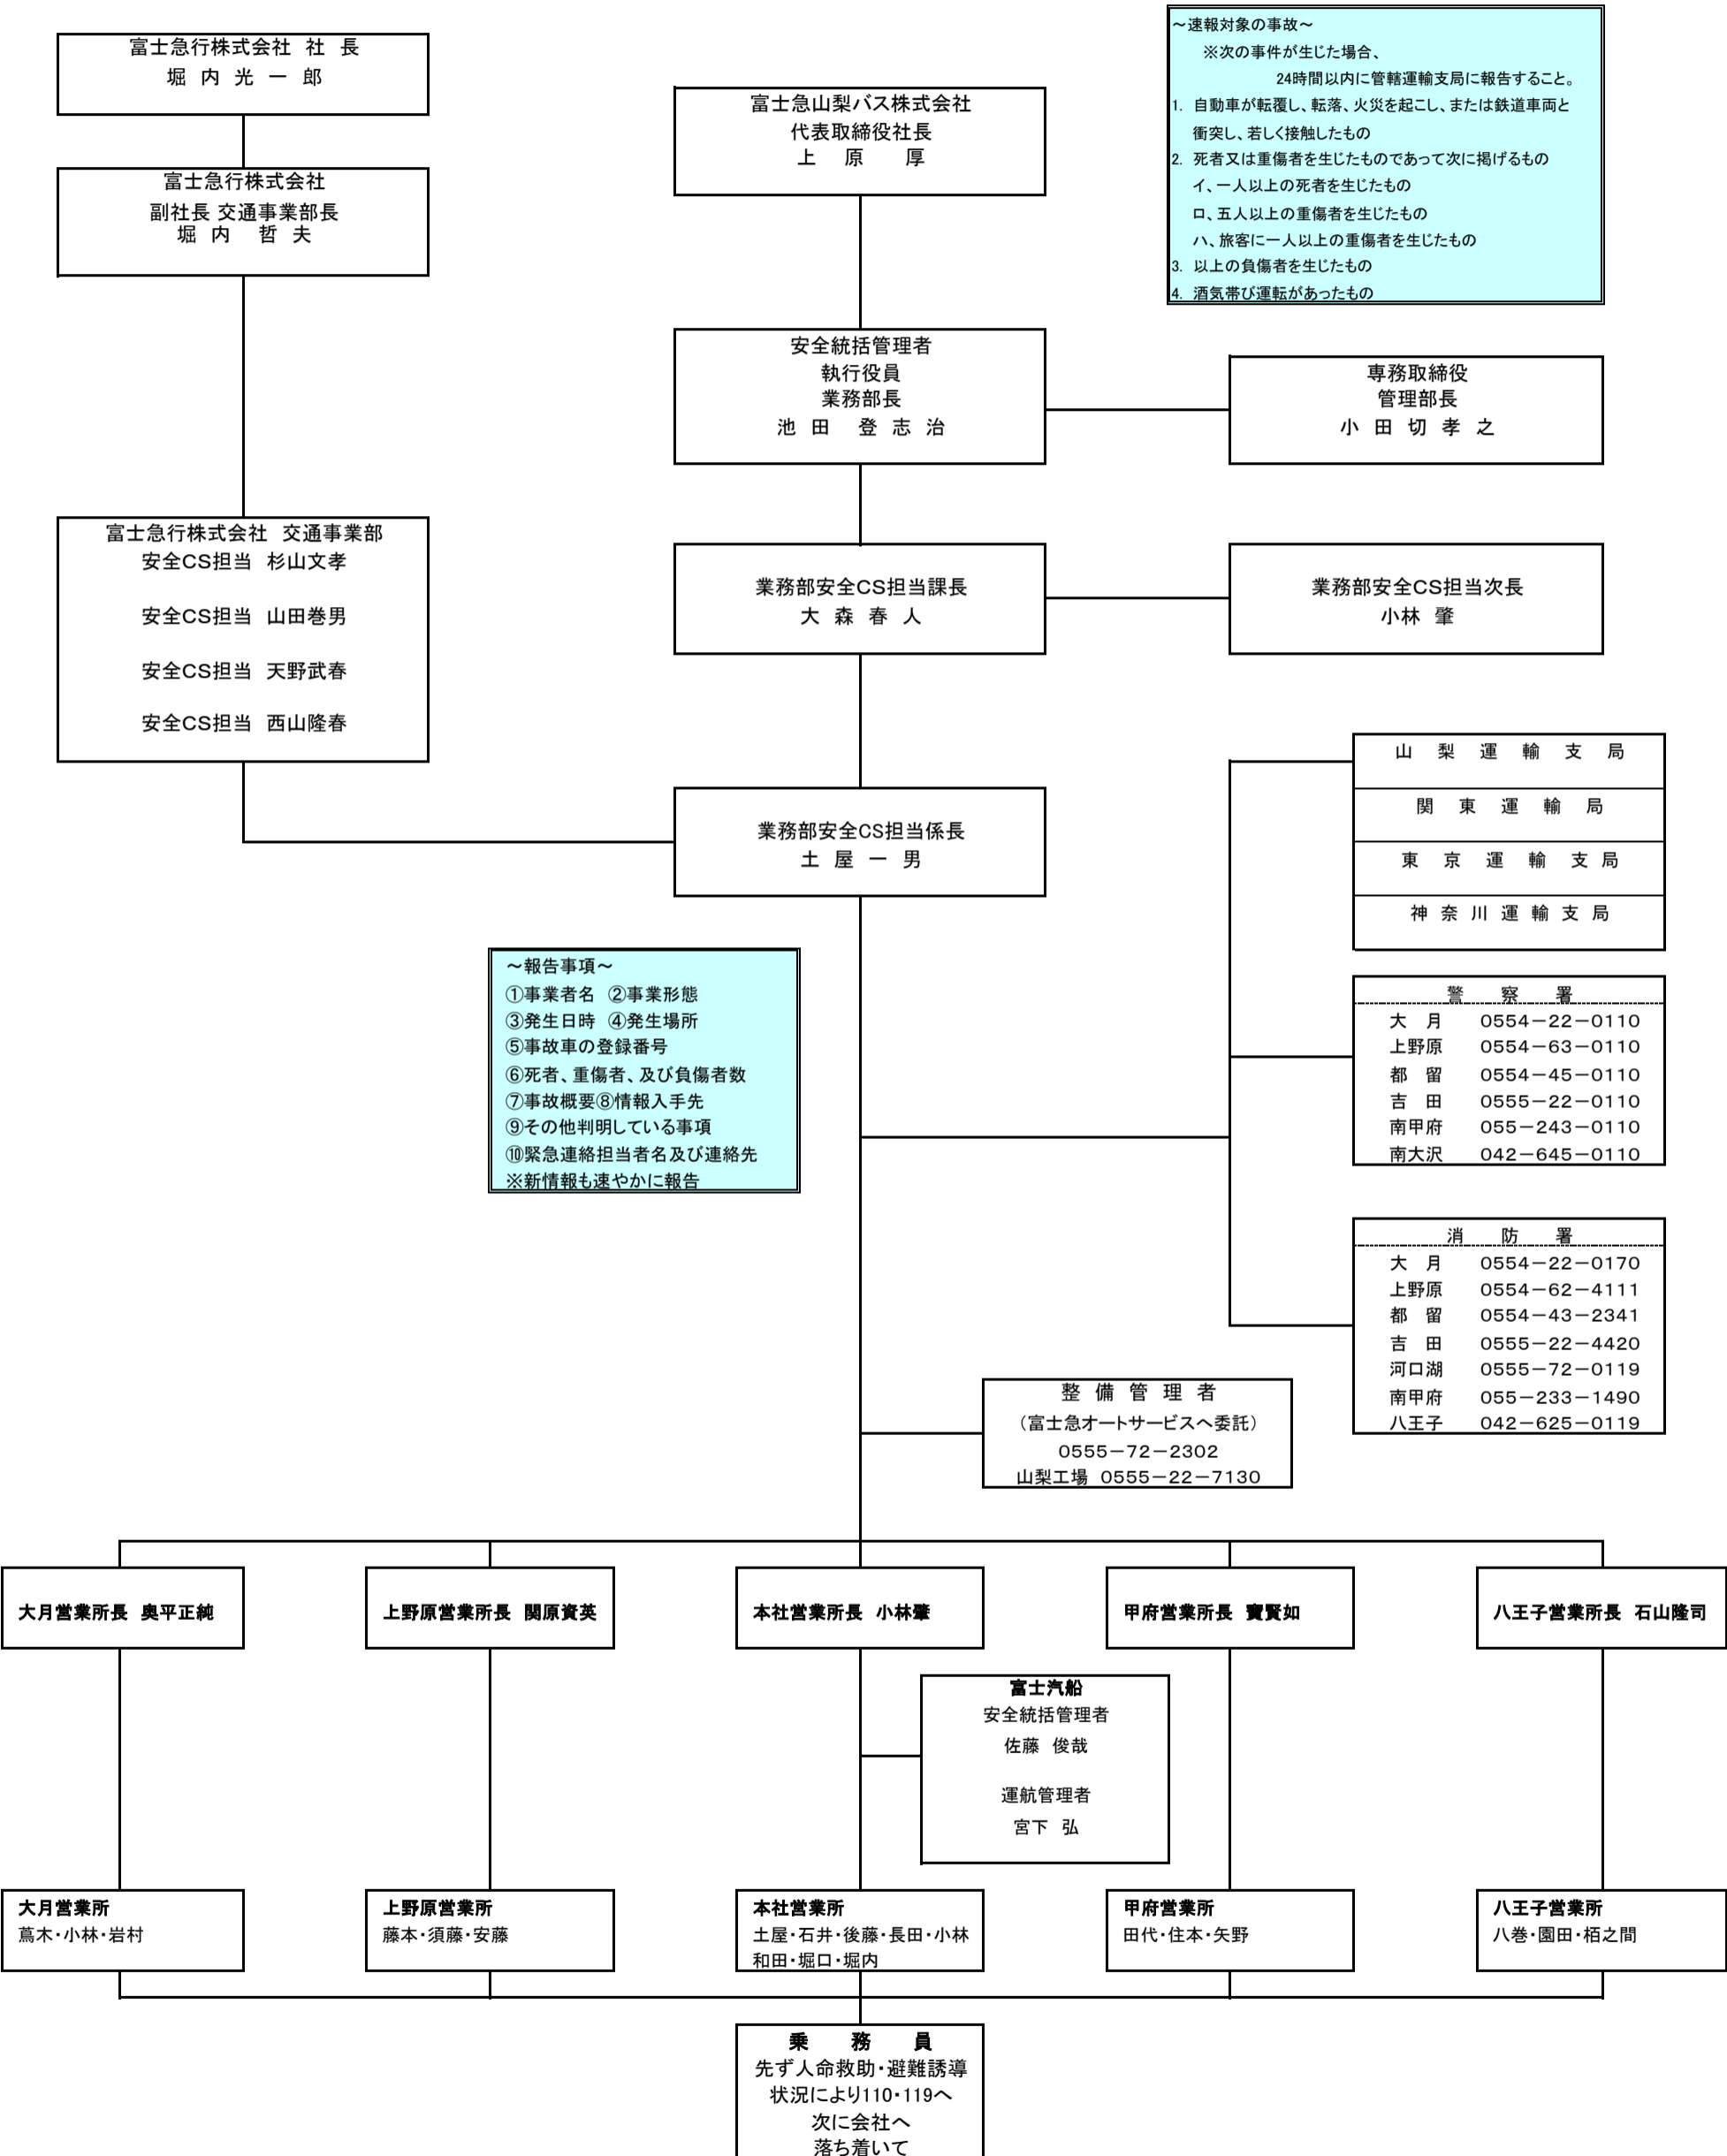 富士急行株式会社 社 長
堀 内 光 一 郎
富士急行株式会社
副社長 交通事業部長
堀 内 哲 夫
富士急行株式会社 交通事業部
安全CS担当 杉山文孝
安全CS担当 山田巻男
安全CS担当 天野武春
安全CS担当 西山隆春
富士急山梨バス株式会社
代表取締役社長
上 原 厚
～速報対象の事故～
※次の事件が生じた場合、
24時間以内に管轄運輸支局に報告すること。
1. 自動車が転覆し、転落、火災を起こし、または鉄道車両と
衝突し、若しく接触したもの
2. 死者又は重傷者を生じたものであって次に掲げるもの
イ、一人以上の死者を生じたもの
ロ、五人以上の重傷者を生じたもの
ハ、旅客に一人以上の重傷者を生じたもの
3. 以上の負傷者を生じたもの
4. 酒気帯び運転があったもの
安全統括管理者
執行役員
業務部長
池 田 登 志 治
専務取締役
管理部長
小 田 切 孝 之
業務部安全CS担当課長
大 森 春 人
業務部安全CS担当次長
小林 肇
業務部安全CS担当係長
土 屋 一 男
山 梨 運 輸 支 局
関 東 運 輸 局
東 京 運 輸 支 局
神 奈 川 運 輸 支 局
～報告事項～
①事業者名 ②事業形態
③発生日時 ④発生場所
⑤事故車の登録番号
⑥死者、重傷者、及び負傷者数
⑦事故概要⑧情報入手先
⑨その他判明している事項
⑩緊急連絡担当者名及び連絡先
※新情報も速やかに報告
警 察 署
大 月 0554－22－0110
上野原 0554－63－0110
都 留 0554－45－0110
吉 田 0555－22－0110
南甲府 055－243－0110
南大沢 042－645－0110
消 防 署
大 月 0554－22－0170
上野原 0554－62－4111
都 留 0554－43－2341
吉 田 0555－22－4420
河口湖 0555－72－0119
南甲府 055－233－1490
八王子 042－625－0119
整 備 管 理 者
（富士急オートサービスへ委託）
0555－72－2302
山梨工場 0555－22－7130
大月営業所長 奥平正純
上野原営業所長 関原資英
本社営業所長 小林肇
甲府営業所長 寶賢如
八王子営業所長 石山隆司
富士汽船
安全統括管理者
佐藤 俊哉
運航管理者
宮下 弘
大月営業所
蔦木・小林・岩村
上野原営業所
藤本・須藤・安藤
本社営業所
土屋・石井・後藤・長田・小林
和田・堀口・堀内
甲府営業所
田代・住本・矢野
八王子営業所
八巻・園田・栢之間
乗 務 員
先ず人命救助・避難誘導
状況により110・119へ
次に会社へ
落ち着いて